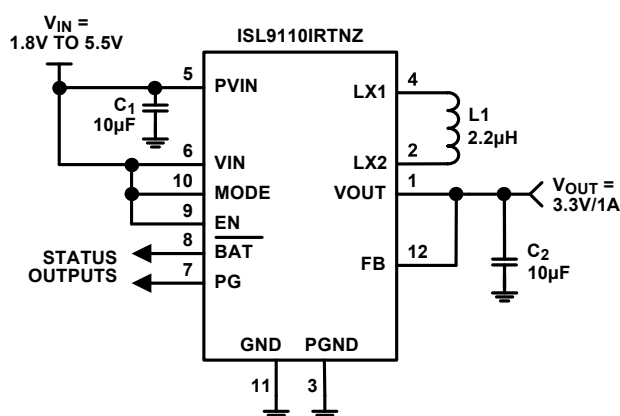 V_IN =
1.8V TO 5.5V
ISL9110IRTNZ
5
PVIN
C1
10µF
6
VIN
10
MODE
9
EN
8
BAT
7
PG
STATUS
OUTPUTS
LX1
4
L1
2.2µH
LX2
2
VOUT
1
V_OUT =
3.3V/1A
FB
12
C2
10µF
GND
PGND
11
3